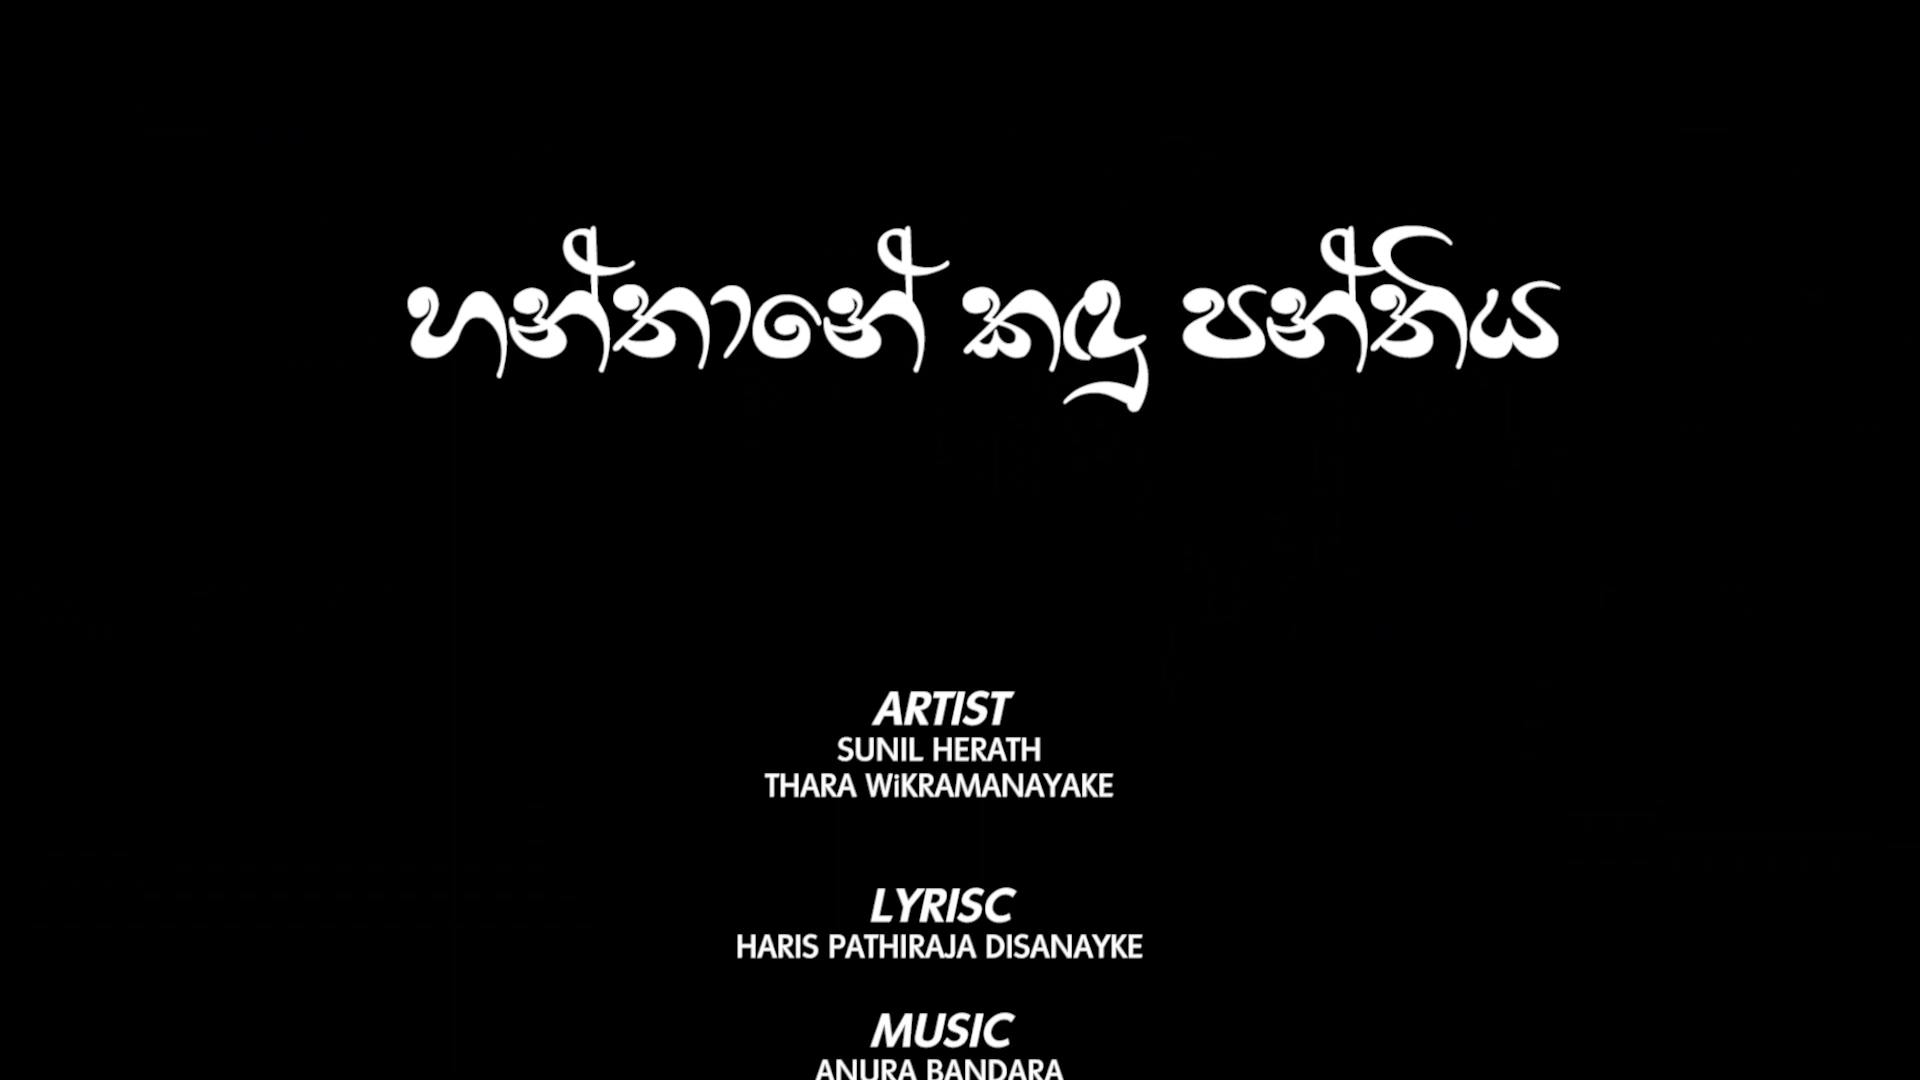 හන්තානේ කඳු පන්තිය
ARTIST
SUNIL HERATH
THARA WiKRAMANAYAKE
LYRISC
HARIS PATHIRAJA DISANAYKE
MUSIC
ANURA BANDARA